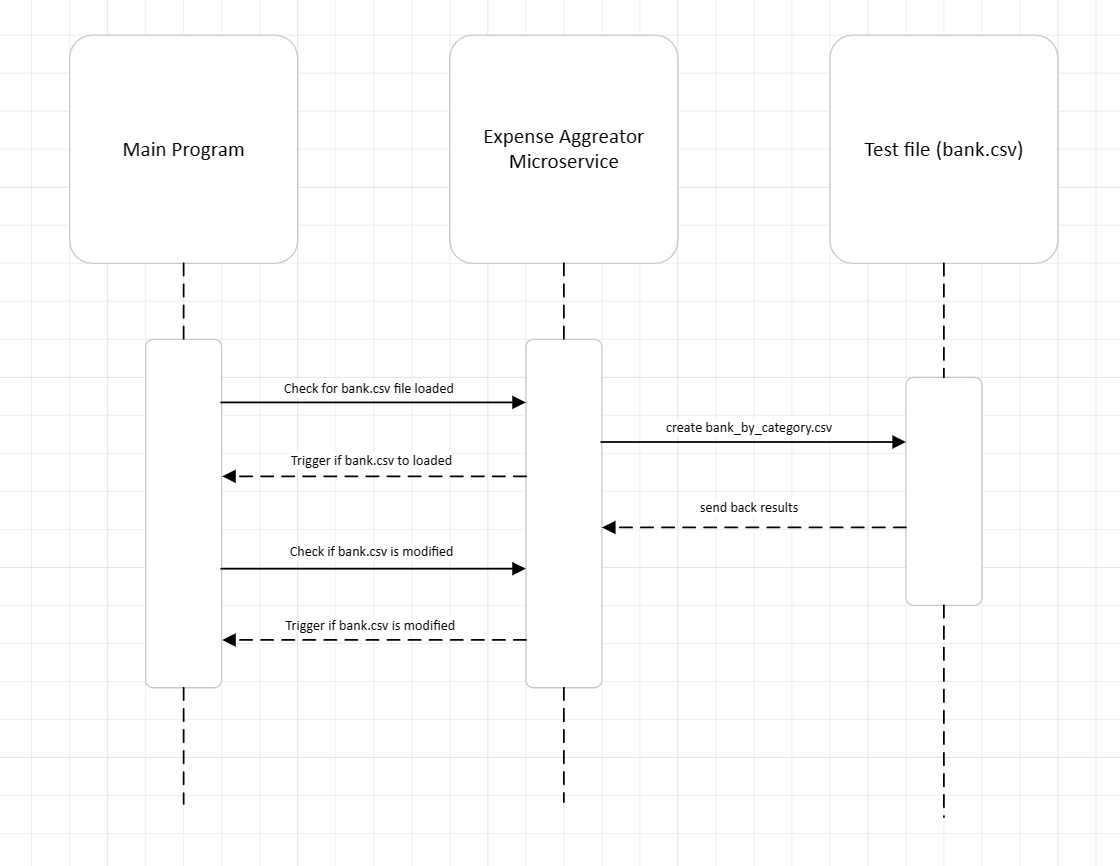 Main Program
Expense Aggreator
Microservice
Test file (bank.csv)
Check for bank.csv file loaded
create bank_by_category.csv
Trigger if bank.csv to loaded
send back results
Check if bank.csv is modified
Trigger if bank.csv is modified